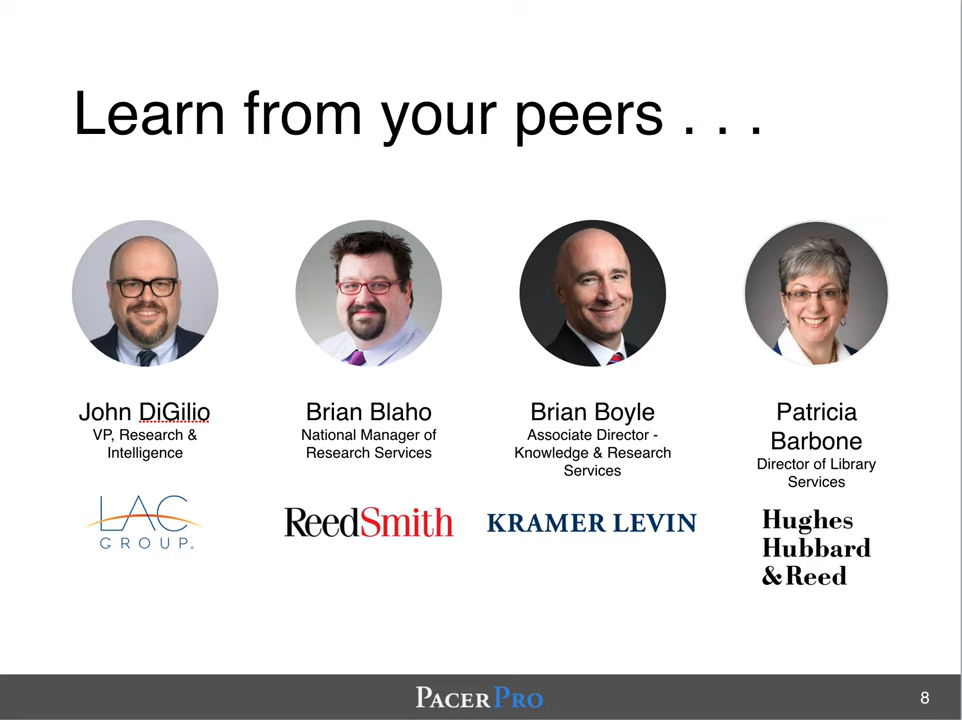 Learn from your peers . . .
John DiGilio
VP, Research &
Intelligence
LAC
GROUP.
Brian Blaho
National Manager of
Research Services
ReedSmith
Brian Boyle
Associate Director -
Knowledge & Research
Services
KRAMER LEVIN
Patricia
Barbone
Director of Library
Services
Hughes
Hubbard
&Reed
PACERPRO
8